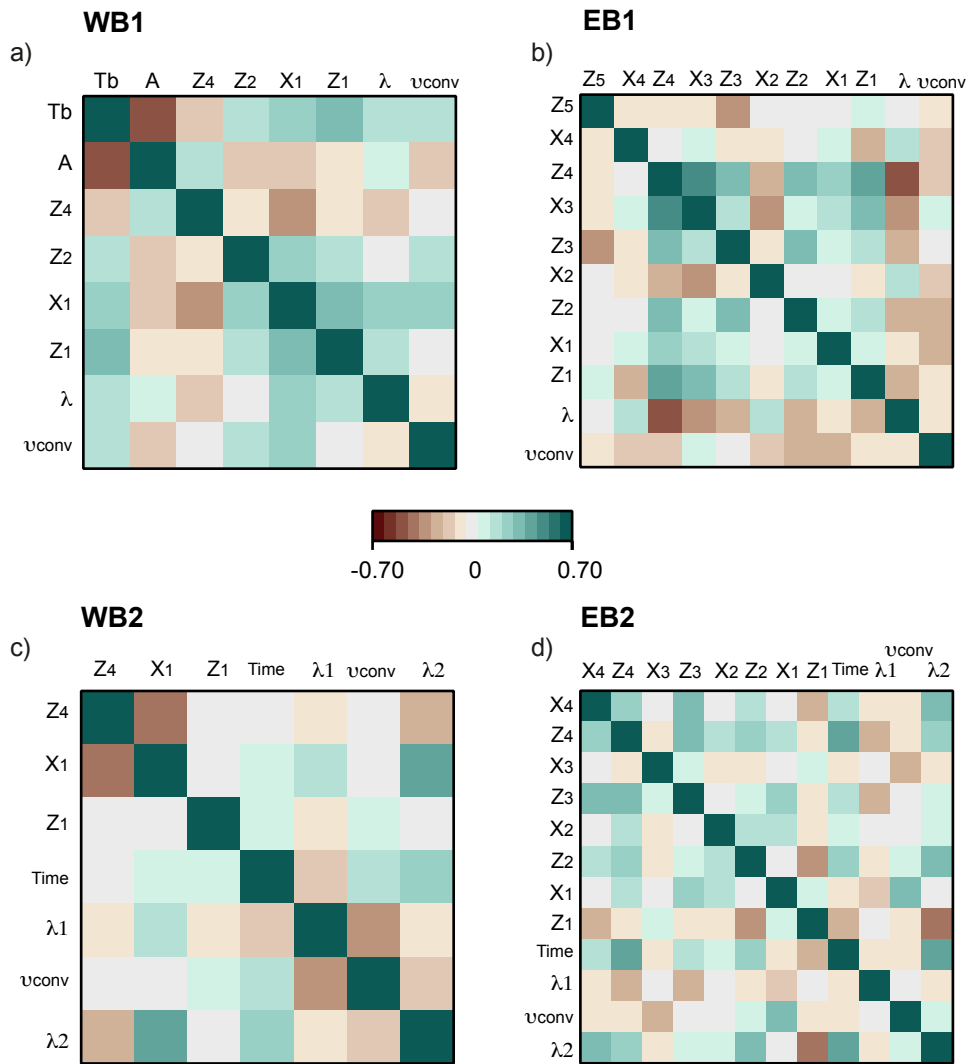 WB1
EB1
a)
b)
Tb A Z4 Z2 X1 Z1 λ υconv
Z5 X4 Z4 X3 Z3 X2 Z2 X1 Z1 λ υconv
Tb
A
Z4
Z2
X1
Z1
λ
υconv
Z5
X4
Z4
X3
Z3
X2
Z2
X1
Z1
λ
υconv
-0.70 0 0.70
WB2
EB2
c)
d)
Z4 X1 Z1 Time λ1 υconv λ2
υconv
X4 Z4 X3 Z3 X2 Z2 X1 Z1 Time λ1 λ2
Z4
X1
Z1
Time
λ1
υconv
λ2
X4
Z4
X3
Z3
X2
Z2
X1
Z1
Time
λ1
υconv
λ2